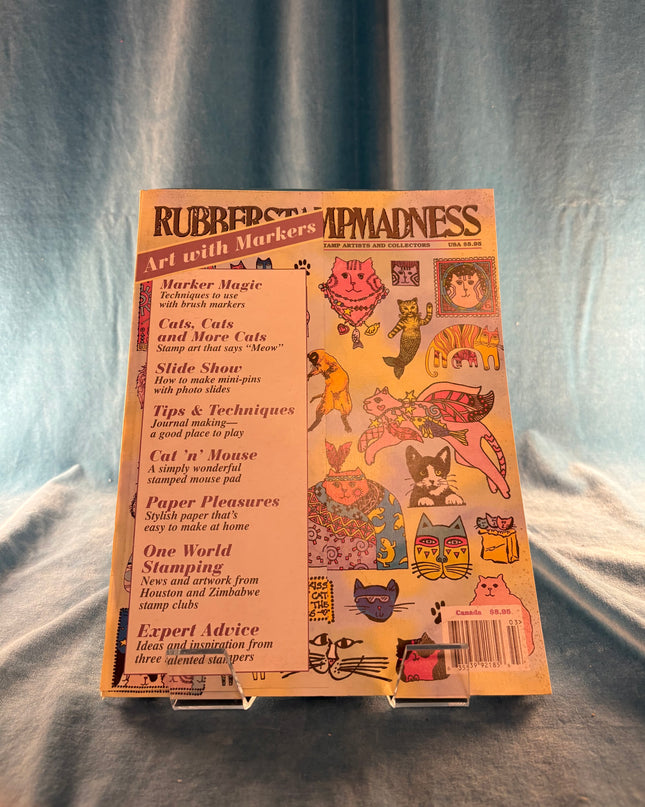 RUBBERSTAMPMADNESS
Art with Markers
STAMP ARTISTS AND COLLECTORS USA $5.95
Marker Magic
Techniques to use
with brush markers
Cats, Cats
and More Cats
Stamp art that says “Meow”
Slide Show
How to make mini-pins
with photo slides
Tips & Techniques
Journal making—
a good place to play
Cat ’n’ Mouse
A simply wonderful
stamped mouse pad
Paper Pleasures
Stylish paper that’s
easy to make at home
One World
Stamping
News and artwork from
Houston and Zimbabwe
stamp clubs
Expert Advice
Ideas and inspiration from
three talented stampers
KISS
CAT
THE
Canada $8.95
03>